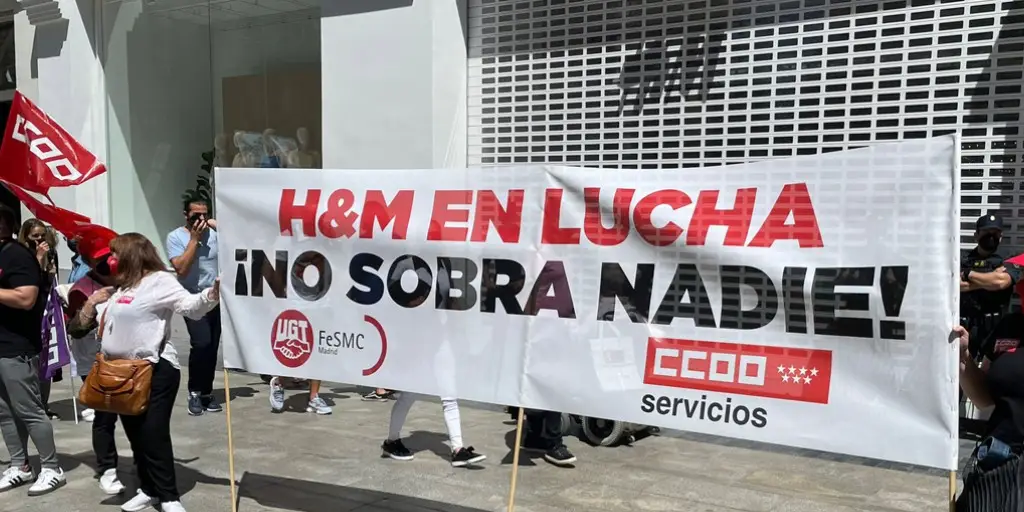 CCOO
H&M EN LUCHA
¡NO SOBRA NADIE!
UGT
FeSMC
Madrid
CCOO
servicios
H&M